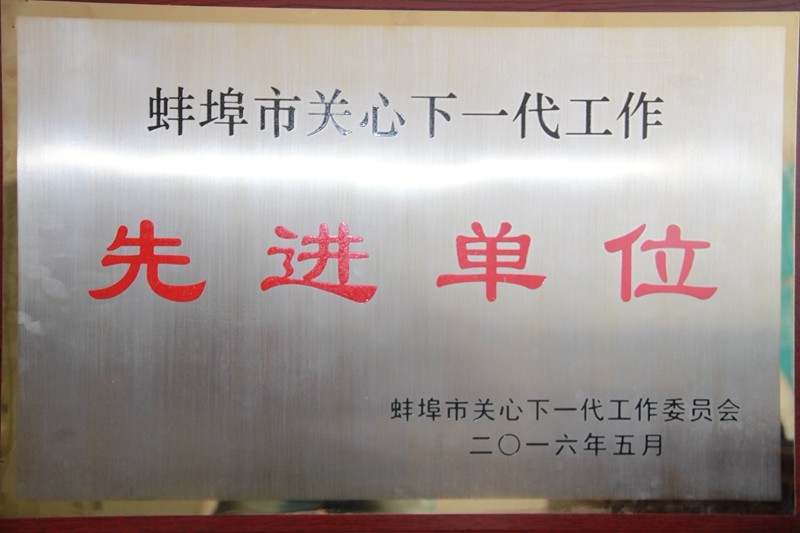 蚌埠市关心下一代工作
先进单位
蚌埠市关心下一代工作委员会
二〇一六年五月